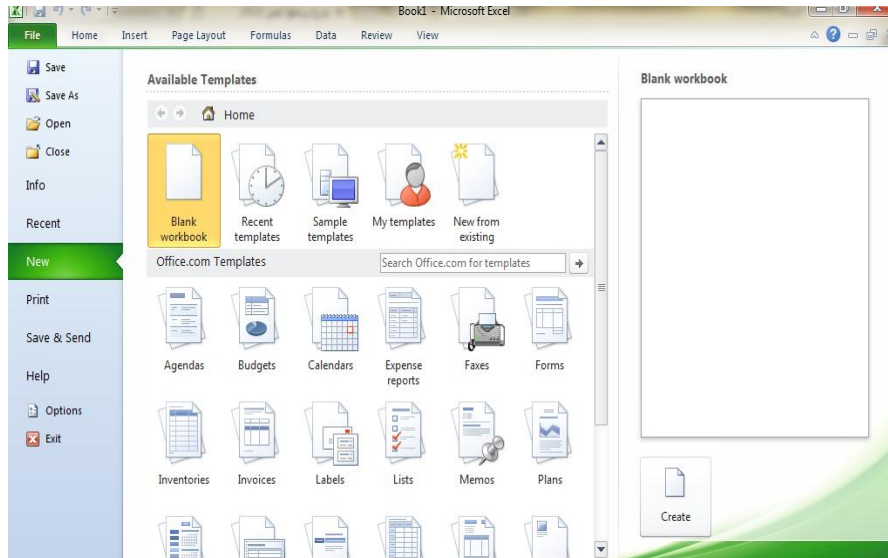 Book1 - Microsoft Excel
File Home Insert Page Layout Formulas Data Review View
Save
Save As
Open
Close
Info
Recent
New
Print
Save & Send
Help
Options
Exit
Available Templates
Home
Blank workbook
Recent templates
Sample templates
My templates
New from existing
Office.com Templates
Search Office.com for templates
Agendas
Budgets
Calendars
Expense reports
Faxes
Forms
Inventories
Invoices
Labels
Lists
Memos
Plans
Blank workbook
Create